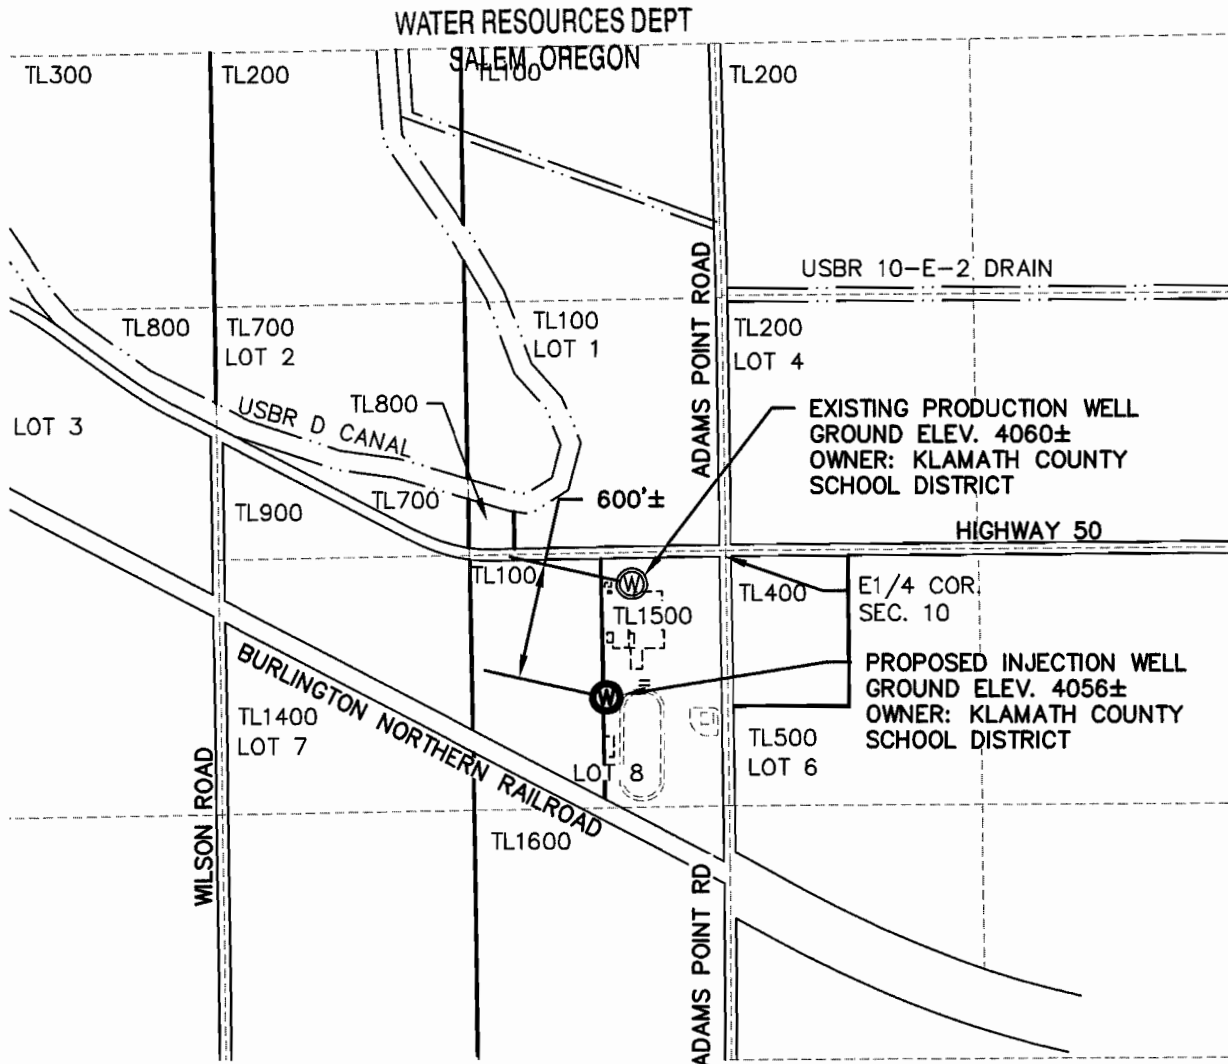 WATER RESOURCES DEPT
SALEM, OREGON
TL300
TL200
TL100
TL200
ADAMS POINT ROAD
USBR 10-E-2 DRAIN
TL800
TL700
LOT 2
TL100
LOT 1
TL200
LOT 4
LOT 3
USBR D CANAL
TL800
EXISTING PRODUCTION WELL
GROUND ELEV. 4060±
OWNER: KLAMATH COUNTY
SCHOOL DISTRICT
TL900
TL700
600'±
HIGHWAY 50
TL100
W
TL1500
TL400
E1/4 COR.
SEC. 10
W
PROPOSED INJECTION WELL
GROUND ELEV. 4056±
OWNER: KLAMATH COUNTY
SCHOOL DISTRICT
BURLINGTON NORTHERN RAILROAD
TL1400
LOT 7
LOT 8
TL500
LOT 6
WILSON ROAD
TL1600
ADAMS POINT RD